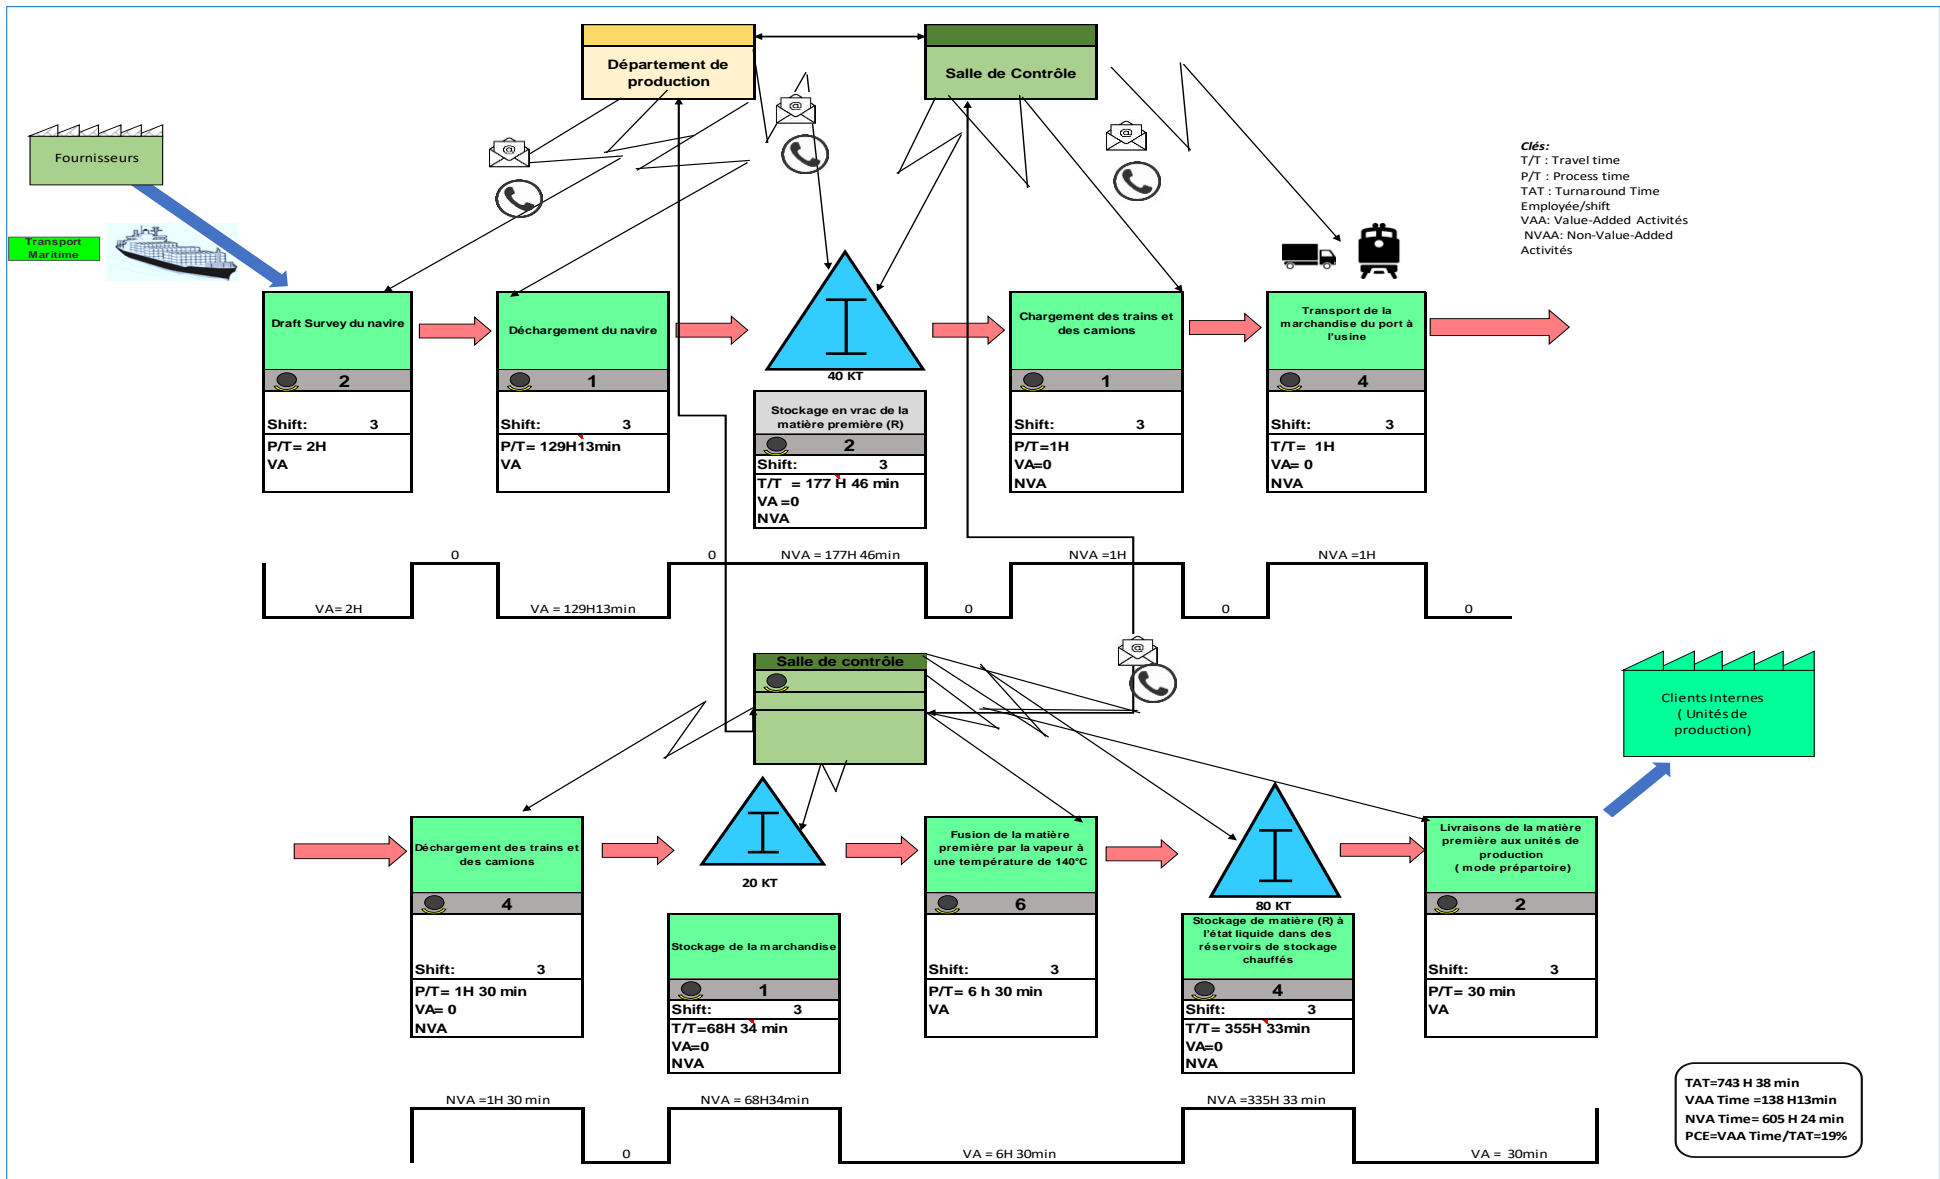 Département de
production
Salle de Contrôle
Fournisseurs
@
@
@
Clés:
T/T : Travel time
P/T : Process time
TAT : Turnaround Time
Employée/shift
VAA: Value-Added Activités
NVAA: Non-Value-Added
Activités
Transport
Maritime
Draft Survey du navire
2
Shift: 3
P/T= 2H
VA
Déchargement du navire
1
Shift: 3
P/T= 129H13min
VA
40 KT
Stockage en vrac de la
matière première (R)
2
Shift: 3
T/T = 177 H 46 min
VA =0
NVA
Chargement des trains et
des camions
1
Shift: 3
P/T=1H
VA=0
NVA
Transport de la
marchandise du port à
l'usine
4
Shift: 3
T/T= 1H
VA= 0
NVA
0
0
NVA = 177H 46min
NVA =1H
NVA =1H
VA= 2H
VA = 129H13min
0
0
0
Salle de contrôle
@
Clients Internes
( Unités de
production)
Déchargement des trains et
des camions
4
Shift: 3
P/T= 1H 30 min
VA= 0
NVA
20 KT
Stockage de la marchandise
1
Shift: 3
T/T=68H 34 min
VA=0
NVA
Fusion de la matière
première par la vapeur à
une température de 140°C
6
Shift: 3
P/T= 6 h 30 min
VA
80 KT
Stockage de matière (R) à
l'état liquide dans des
réservoirs de stockage
chauffés
4
Shift: 3
T/T= 355H 33min
VA=0
NVA
Livraisons de la matière
première aux unités de
production
( mode prépartoire)
2
Shift: 3
P/T= 30 min
VA
NVA =1H 30 min
NVA = 68H34min
NVA =335H 33 min
0
VA = 6H 30min
VA = 30min
TAT=743 H 38 min
VAA Time =138 H13min
NVA Time= 605 H 24 min
PCE=VAA Time/TAT=19%